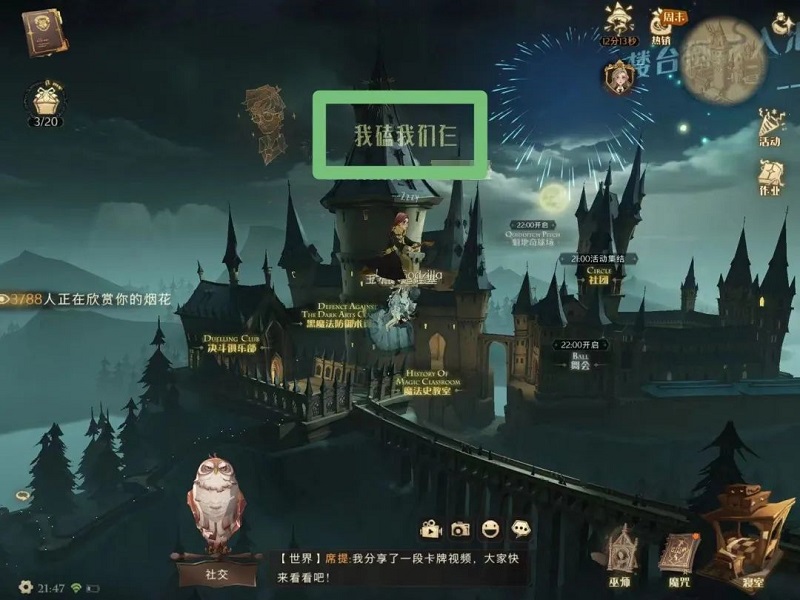 周末
12分13秒
热销
楼台
3/20
我磕我们仨
活动
作业
zzzy
22:00开启
Quidditch Pitch
魁地奇球场
21:00活动集结
Circle
社团
3/88人正在欣赏你的烟花
Defence Against
The Dark Arts
黑魔法防御术
Duelling Club
决斗俱乐部
22:00开启
Ball
舞会
History Of
Magic Classroom
魔法史教室
社交
【世界】席提:我分享了一段卡牌视频，大家快
来看看吧！
巫师
魔咒
寝室
21:47